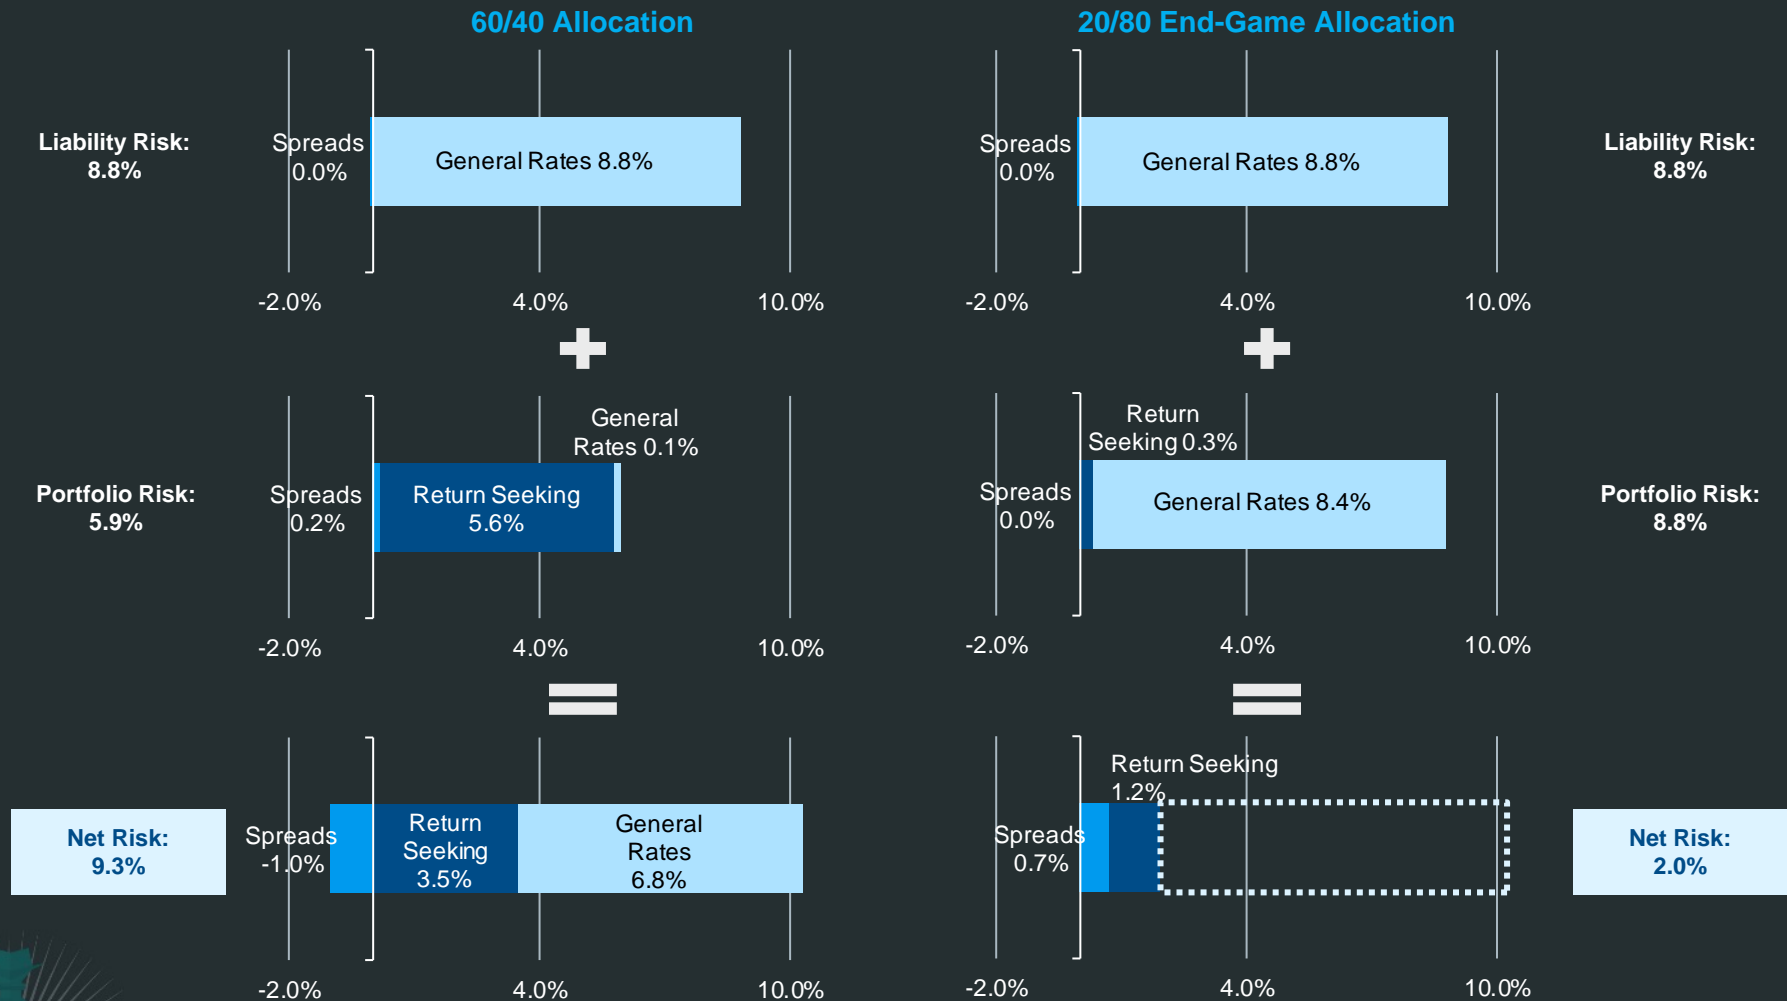 60/40 Allocation
20/80 End-Game Allocation
Liability Risk:
8.8%
Spreads
0.0%
General Rates 8.8%
-2.0%
4.0%
10.0%
Spreads
0.0%
General Rates 8.8%
-2.0%
4.0%
10.0%
Liability Risk:
8.8%
Portfolio Risk:
5.9%
Spreads
0.2%
Return Seeking
5.6%
General
Rates 0.1%
-2.0%
4.0%
10.0%
Return
Seeking 0.3%
Spreads
0.0%
General Rates 8.4%
-2.0%
4.0%
10.0%
Portfolio Risk:
8.8%
Net Risk:
9.3%
Spreads
-1.0%
Return
Seeking
3.5%
General
Rates
6.8%
-2.0%
4.0%
10.0%
Return Seeking
1.2%
Spreads
0.7%
-2.0%
4.0%
10.0%
Net Risk:
2.0%